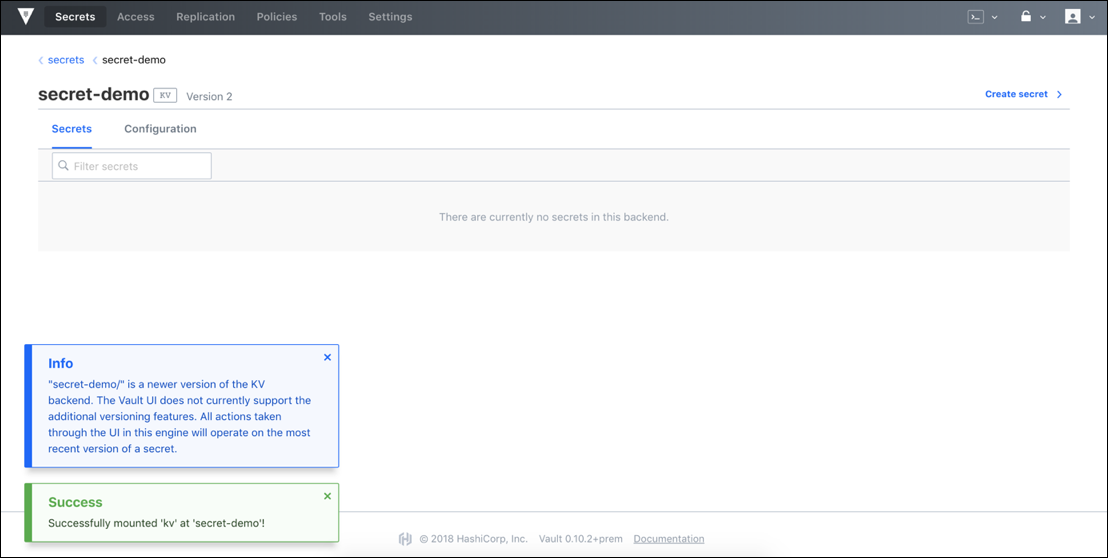 Secrets Access Replication Policies Tools Settings
secrets secret-demo
secret-demo KV Version 2 Create secret
Secrets Configuration
Filter secrets
There are currently no secrets in this backend.
Info
"secret-demo/" is a newer version of the KV
backend. The Vault UI does not currently support the
additional versioning features. All actions taken
through the UI in this engine will operate on the most
recent version of a secret.
Success
Successfully mounted 'kv' at 'secret-demo'!
© 2018 HashiCorp, Inc. Vault 0.10.2+prem Documentation